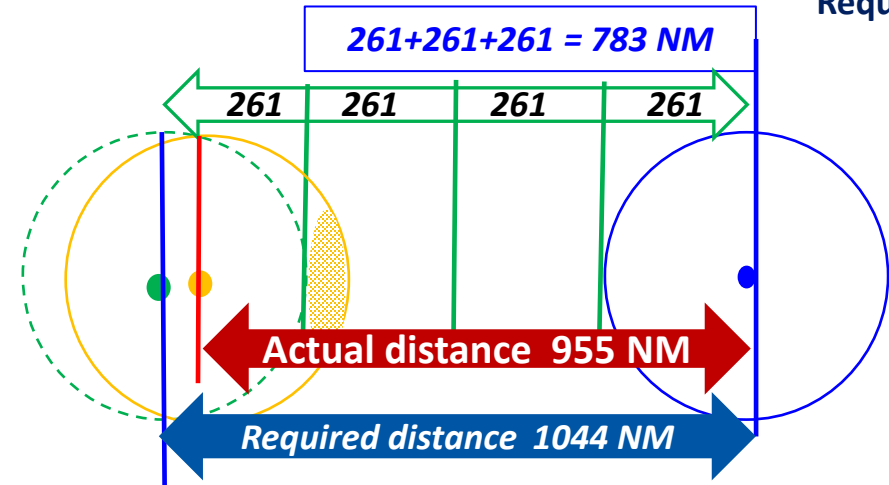 Requ
261+261+261 = 783 NM
261 261 261 261
Actual distance 955 NM
Required distance 1044 NM